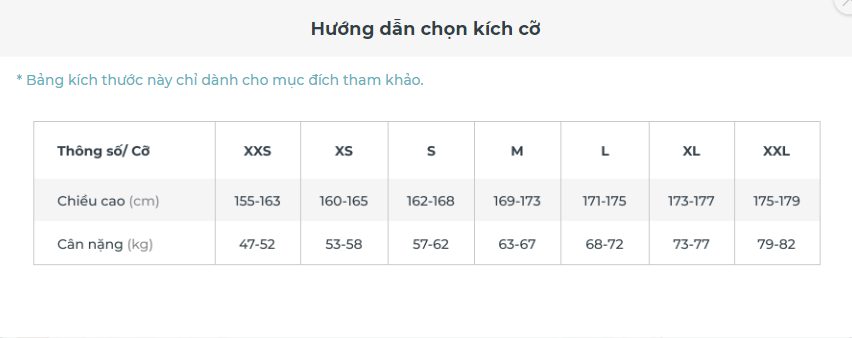 Hướng dẫn chọn kích cỡ
* Bảng kích thước này chỉ dành cho mục đích tham khảo.
Thông số/ Cỡ XXS XS S M L XL XXL
Chiều cao (cm) 155-163 160-165 162-168 169-173 171-175 173-177 175-179
Cân nặng (kg) 47-52 53-58 57-62 63-67 68-72 73-77 79-82